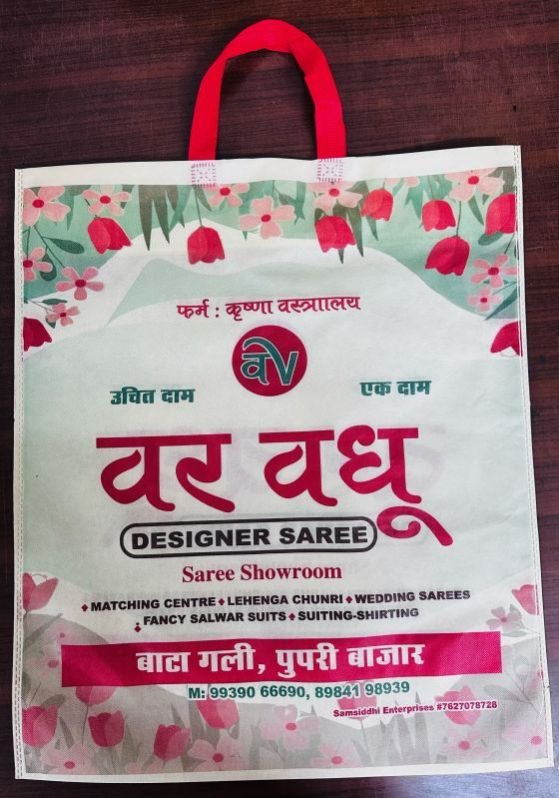 फर्म : कृष्णा वस्त्राालय
वv
उचित दाम
एक दाम
वर वधू
DESIGNER SAREE
Saree Showroom
♦ MATCHING CENTRE ♦ LEHENGA CHUNRI ♦ WEDDING SAREES
♦ FANCY SALWAR SUITS ♦ SUITING-SHIRTING
बाटा गली, पुपरी बाजार
M: 99390 66690, 89841 98939
Samsiddhi Enterprises #7627078728